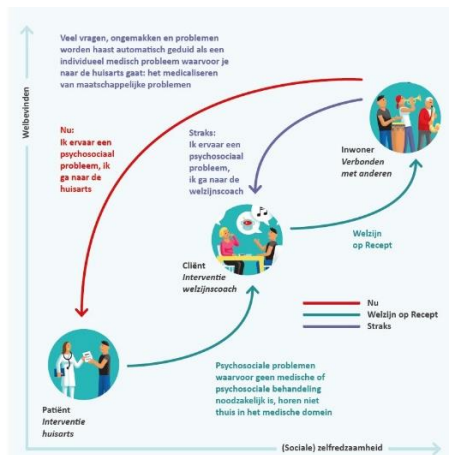 Veel vragen, ongemakken en problemen
worden haast automatisch geduid als een
individueel medisch probleem waarvoor je
naar de huisarts gaat: het medicaliseren
van maatschappelijke problemen
Welbevinden
Nu:
Ik ervaar een
psychosociaal
probleem, ik
ga naar de
huisarts
Straks:
Ik ervaar een
psychosociaal
probleem,
ik ga naar de
welzijnscoach
Inwoner
Verbonden
met anderen
Welzijn
op Recept
Cliënt
Interventie
welzijnscoach
Nu
Welzijn op Recept
Straks
Psychosociale problemen
waarvoor geen medische of
psychosociale behandeling
noodzakelijk is, horen niet
thuis in het medische domein
Patiënt
Interventie
huisarts
(Sociale) zelfredzaamheid